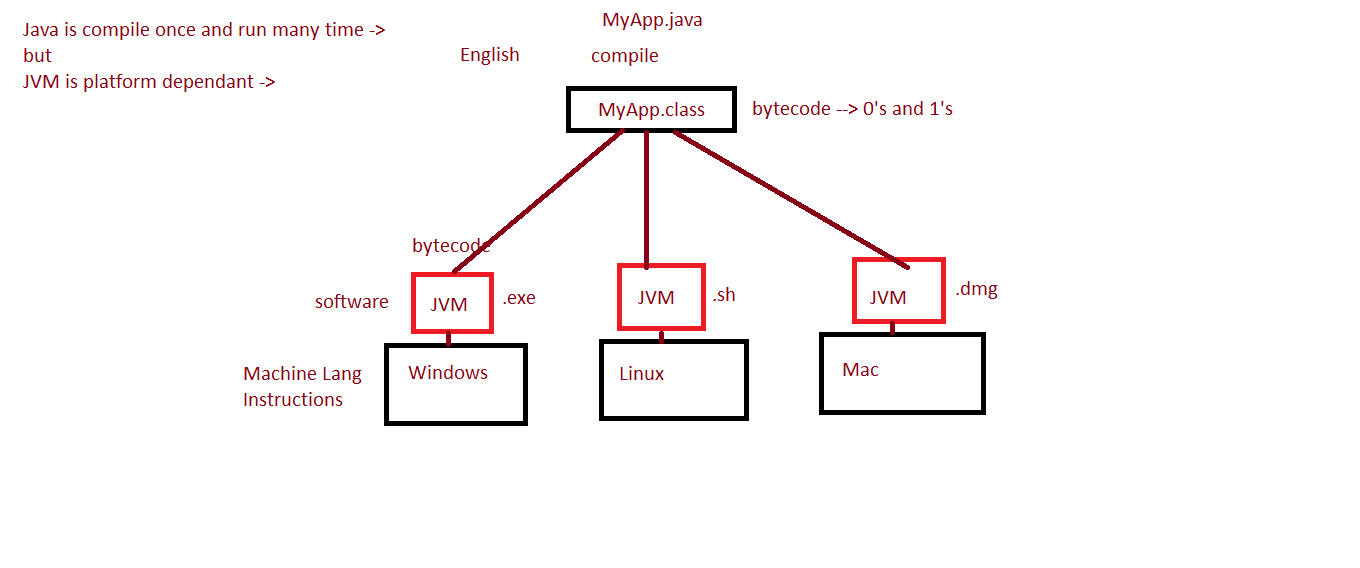 Java is compile once and run many time ->
but
JVM is platform dependant ->
MyApp.java
English
compile
MyApp.class
bytecode --> 0's and 1's
bytecode
software
JVM
.exe
JVM
.sh
JVM
.dmg
Machine Lang
Instructions
Windows
Linux
Mac